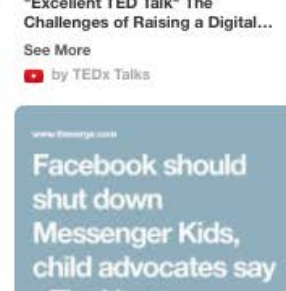 "Excellent TED Talk" The
Challenges of Raising a Digital...
See More
by TEDx Talks
www.theverge.com
Facebook should
shut down
Messenger Kids,
child advocates say